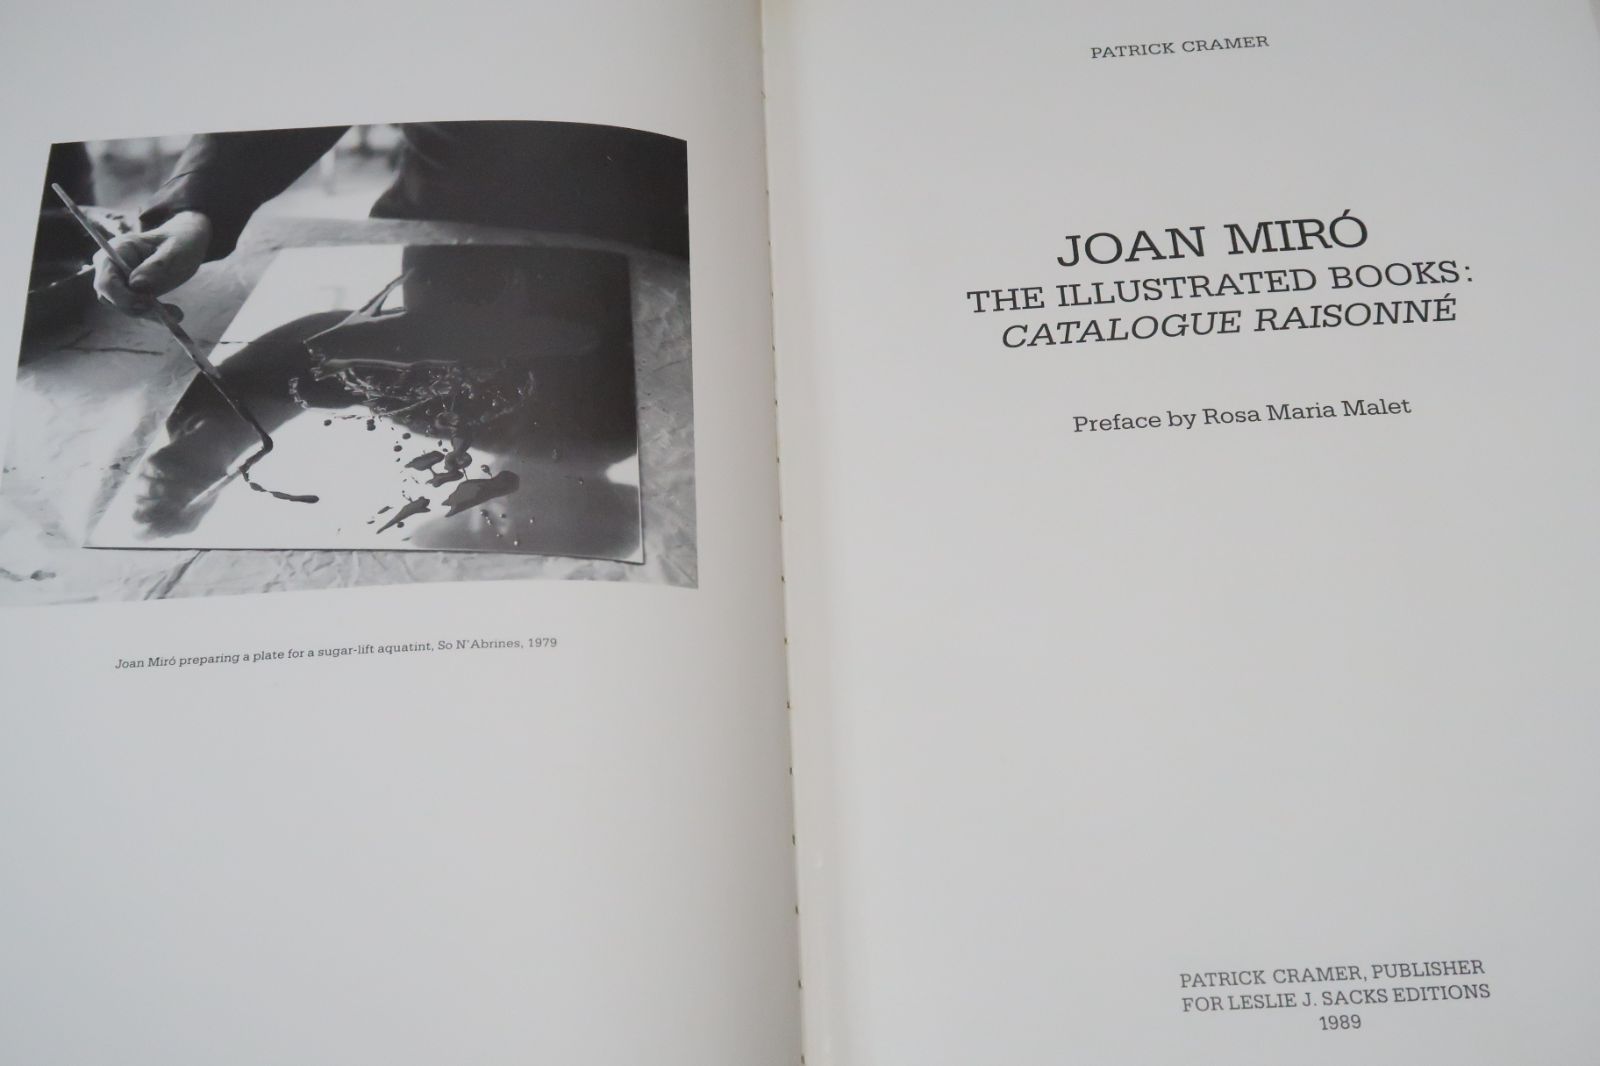 Joan Miró preparing a plate for a sugar-lift aquatint, So N'Abrines, 1979
PATRICK CRAMER
JOAN MIRÓ
THE ILLUSTRATED BOOKS:
CATALOGUE RAISONNÉ
Preface by Rosa Maria Malet
PATRICK CRAMER, PUBLISHER
FOR LESLIE J. SACKS EDITIONS
1989